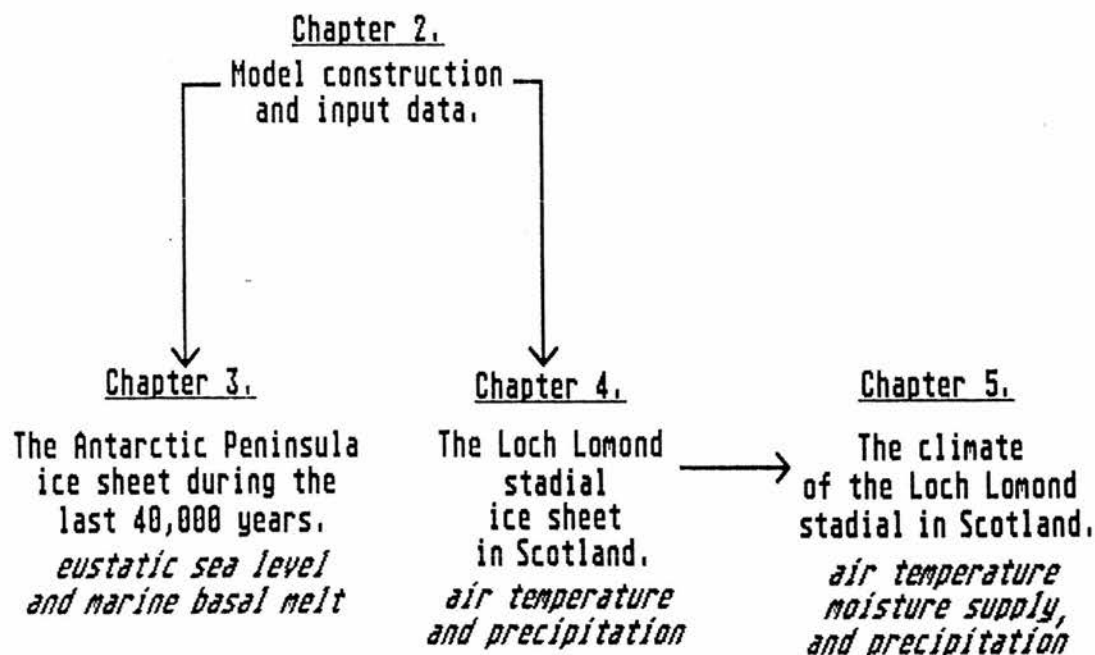 Chapter 2.
Model construction
and input data.
Chapter 3.
The Antarctic Peninsula
ice sheet during the
last 40,000 years.
eustatic sea level
and marine basal melt
Chapter 4.
The Loch Lomond
stadial
ice sheet
in Scotland.
air temperature
and precipitation
Chapter 5.
The climate
of the Loch Lomond
stadial in Scotland.
air temperature
moisture supply,
and precipitation